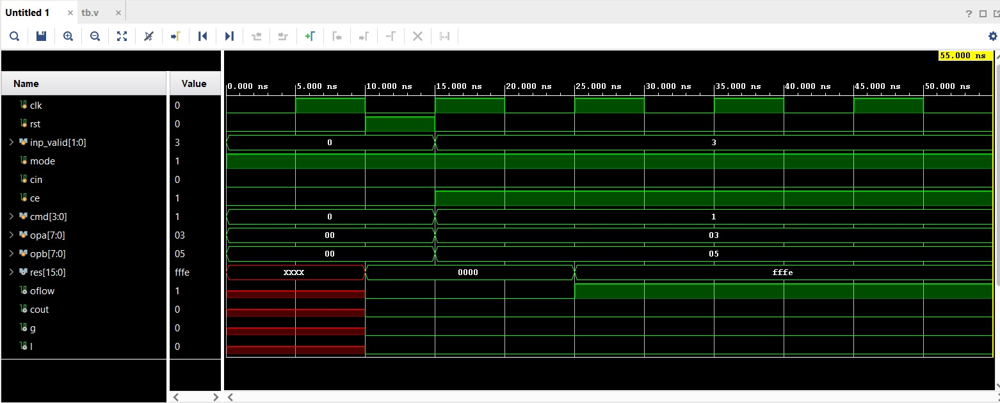 Untitled 1 × tb.v ×
? 
55.000 ns
Name Value
0.000 ns 5.000 ns 10.000 ns 15.000 ns 20.000 ns 25.000 ns 30.000 ns 35.000 ns 40.000 ns 45.000 ns 50.000 ns
clk 0
rst 0
inp_valid[1:0] 3 0 3
mode 1
cin 0
ce 1
cmd[3:0] 1 0 1
opa[7:0] 03 00 03
opb[7:0] 05 00 05
res[15:0] fffe XXXX 0000 fffe
oflow 1
cout 0
g 0
l 0